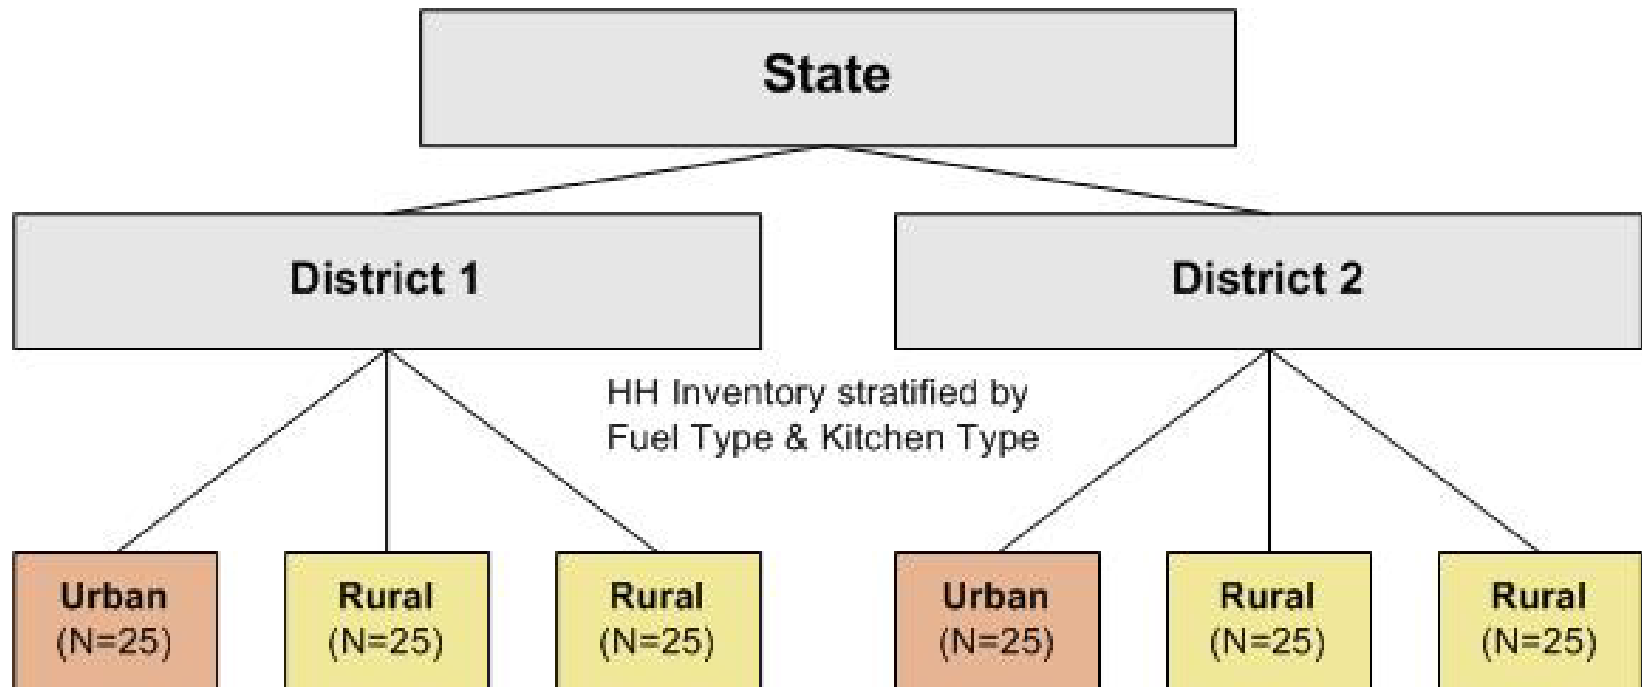 State
District 1
District 2
HH Inventory stratified by
Fuel Type & Kitchen Type
Urban
(N=25)
Rural
(N=25)
Rural
(N=25)
Urban
(N=25)
Rural
(N=25)
Rural
(N=25)